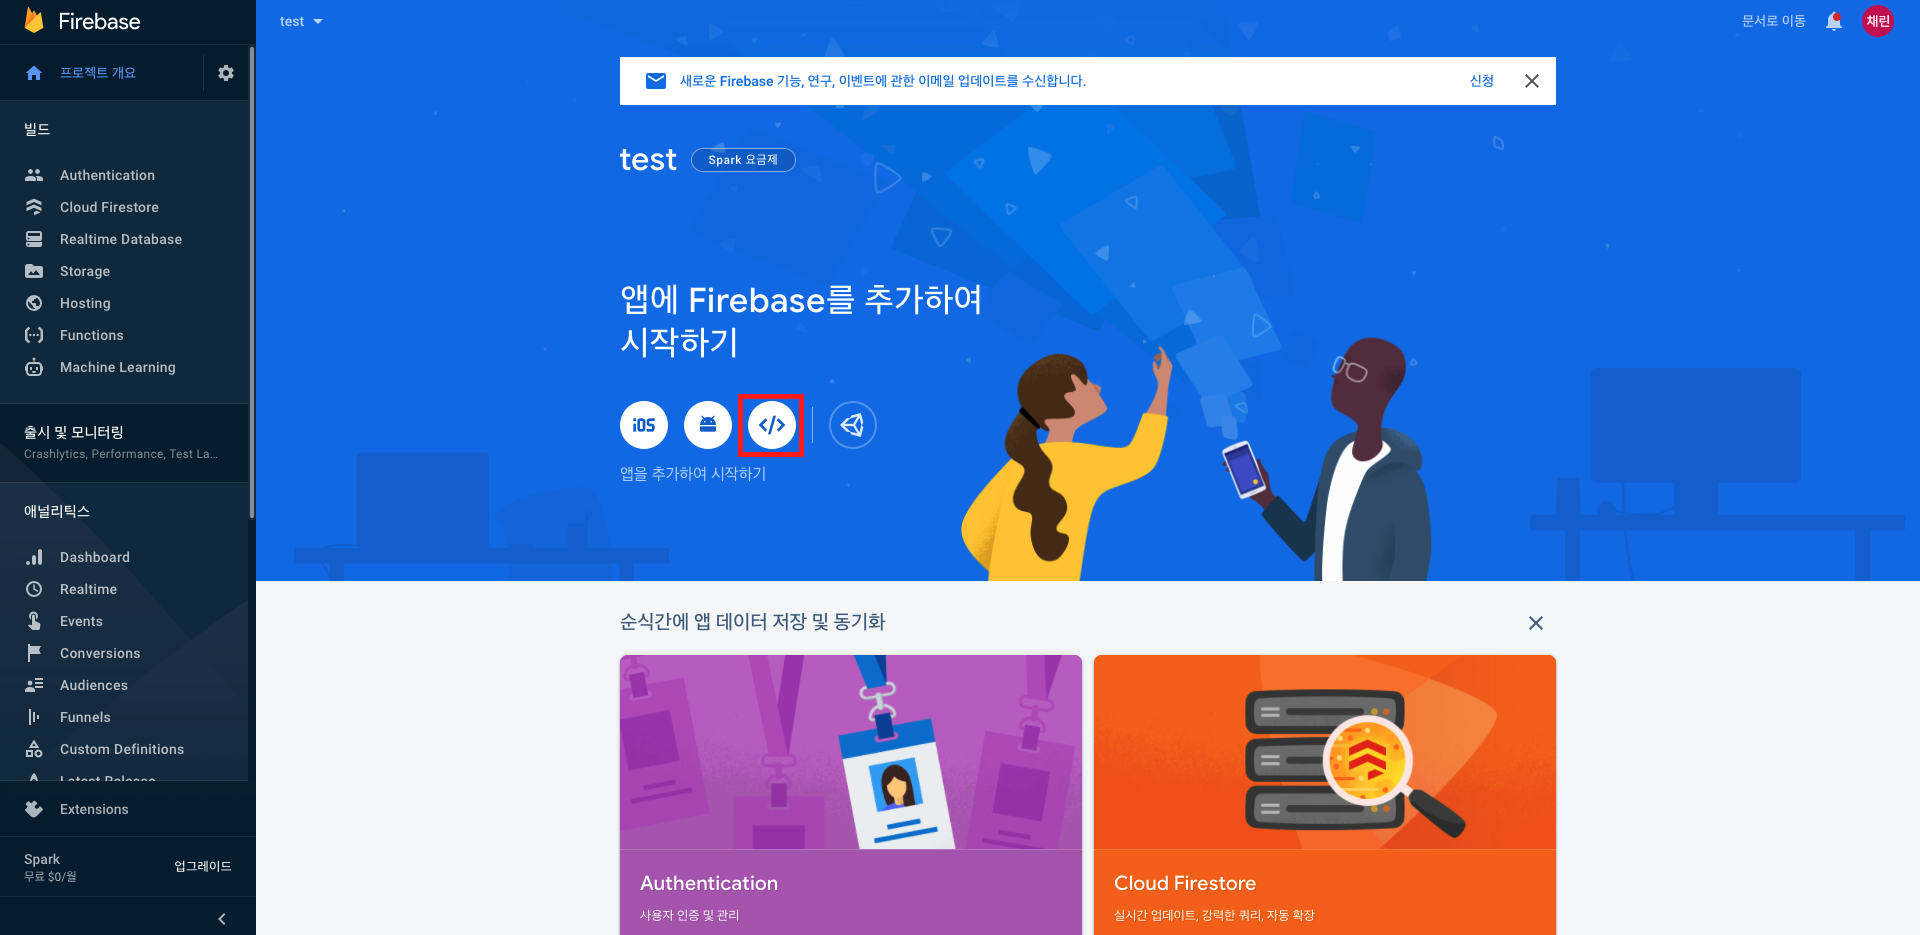 Firebase
test
문서로 이동
채린
프로젝트 개요
빌드
Authentication
Cloud Firestore
Realtime Database
Storage
Hosting
Functions
Machine Learning
출시 및 모니터링
Crashlytics, Performance, Test La...
애널리틱스
Dashboard
Realtime
Events
Conversions
Audiences
Funnels
Custom Definitions
Latest Release
Extensions
Spark
무료 $0/월
업그레이드
새로운 Firebase 기능, 연구, 이벤트에 관한 이메일 업데이트를 수신합니다.
신청
test
Spark 요금제
앱에 Firebase를 추가하여
시작하기
iOS
앱을 추가하여 시작하기
순식간에 앱 데이터 저장 및 동기화
Authentication
사용자 인증 및 관리
Cloud Firestore
실시간 업데이트, 강력한 쿼리, 자동 확장